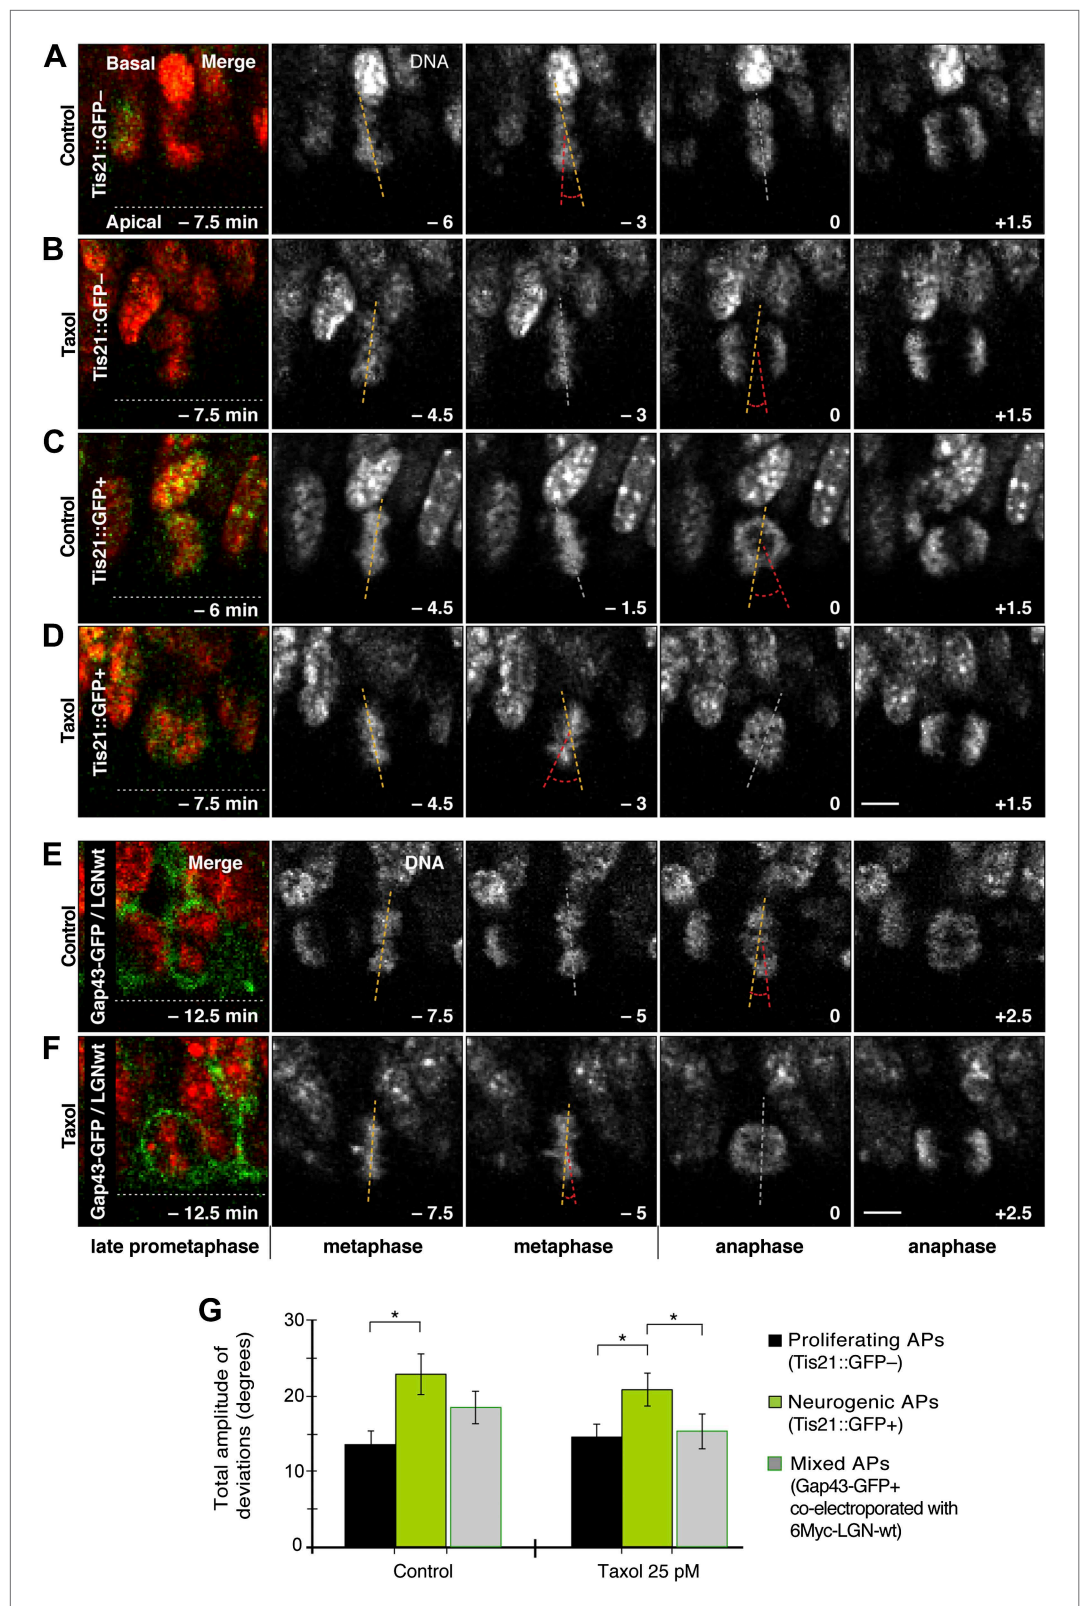 A
Control
Tis21::GFP–
Basal
Merge
Apical
– 7.5 min
DNA
– 6
– 3
0
+1.5
B
Taxol
Tis21::GFP–
– 7.5 min
– 4.5
– 3
0
+1.5
C
Control
Tis21::GFP+
– 6 min
– 4.5
– 1.5
0
+1.5
D
Taxol
Tis21::GFP+
– 7.5 min
– 4.5
– 3
0
+1.5
E
Control
Gap43-GFP / LGNwt
Merge
– 12.5 min
DNA
– 7.5
– 5
0
+2.5
F
Taxol
Gap43-GFP / LGNwt
– 12.5 min
– 7.5
– 5
0
+2.5
late prometaphase
metaphase
metaphase
anaphase
anaphase
G
Total amplitude of
deviations (degrees)
30
20
10
0
*
*
*
Control
Taxol 25 pM
Proliferating APs
(Tis21::GFP–)
Neurogenic APs
(Tis21::GFP+)
Mixed APs
(Gap43-GFP+
co-electroporated with
6Myc-LGN-wt)